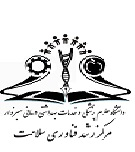 دانشگاه علوم پزشکی و خدمات بهداشتی درمانی سبزوار
مرکز رشد فناوری سلامت